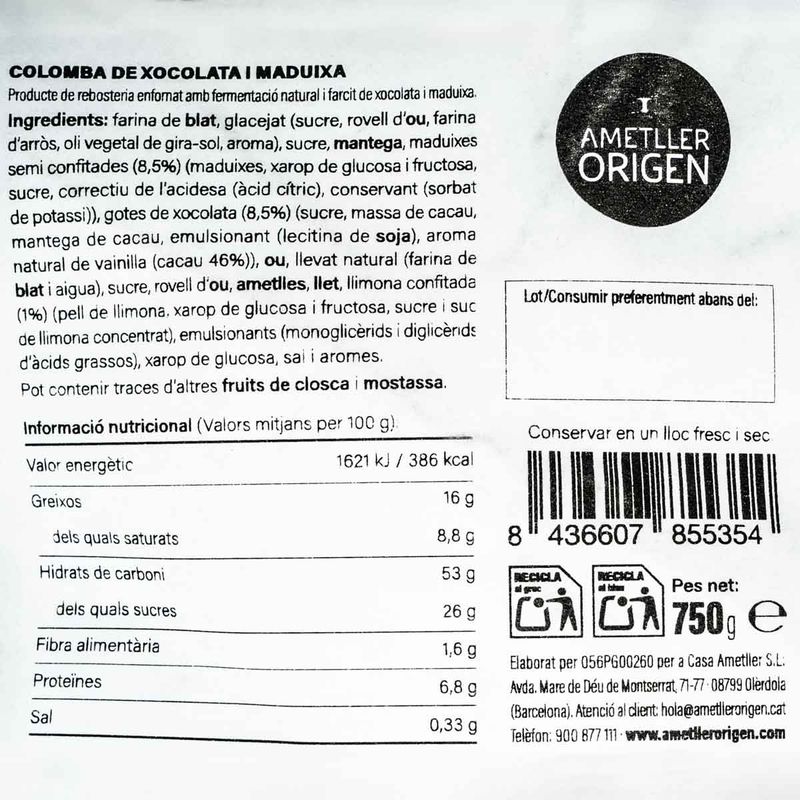 COLOMBA DE XOCOLATA I MADUIXA
Producte de rebosteria enfornat amb fermentació natural i farcit de xocolata i maduixa.
Ingredients: farina de blat, glacejat (sucre, rovell d'ou, farina
d'arròs, oli vegetal de gira-sol, aroma), sucre, mantega, maduixes
semi confitades (8,5%) (maduixes, xarop de glucosa i fructosa,
sucre, correctiu de l'acidesa (àcid cítric), conservant (sorbat
de potassi)), gotes de xocolata (8,5%) (sucre, massa de cacau,
mantega de cacau, emulsionant (lecitina de soja), aroma
natural de vainilla (cacau 46%)), ou, llevat natural (farina de
blat i aigua), sucre, rovell d'ou, ametlles, llet, llimona confitada
(1%) (pell de llimona, xarop de glucosa i fructosa, sucre i suc
de llimona concentrat), emulsionants (monoglicèrids i diglicèrids
d'àcids grassos), xarop de glucosa, sal i aromes.
Pot contenir traces d'altres fruits de closca i mostassa.
Informació nutricional (Valors mitjans per 100 g)
Valor energètic 1621 kJ / 386 kcal
Greixos 16 g
dels quals saturats 8,8 g
Hidrats de carboni 53 g
dels quals sucres 26 g
Fibra alimentària 1,6 g
Proteïnes 6,8 g
Sal 0,33 g
AMETLLER
ORIGEN
Lot/Consumir preferentment abans del:
Conservar en un lloc fresc i sec
8 436607 855354
RECICLA al groc
RECICLA al blau
Pes net:
750g e
Elaborat per 056PG00260 per a Casa Ametller S.L.
Avda. Mare de Déu de Montserrat, 71-77 · 08799 Olèrdola
(Barcelona). Atenció al client: hola@ametllerorigen.cat
Telèfon: 900 877 111 · www.ametllerorigen.com